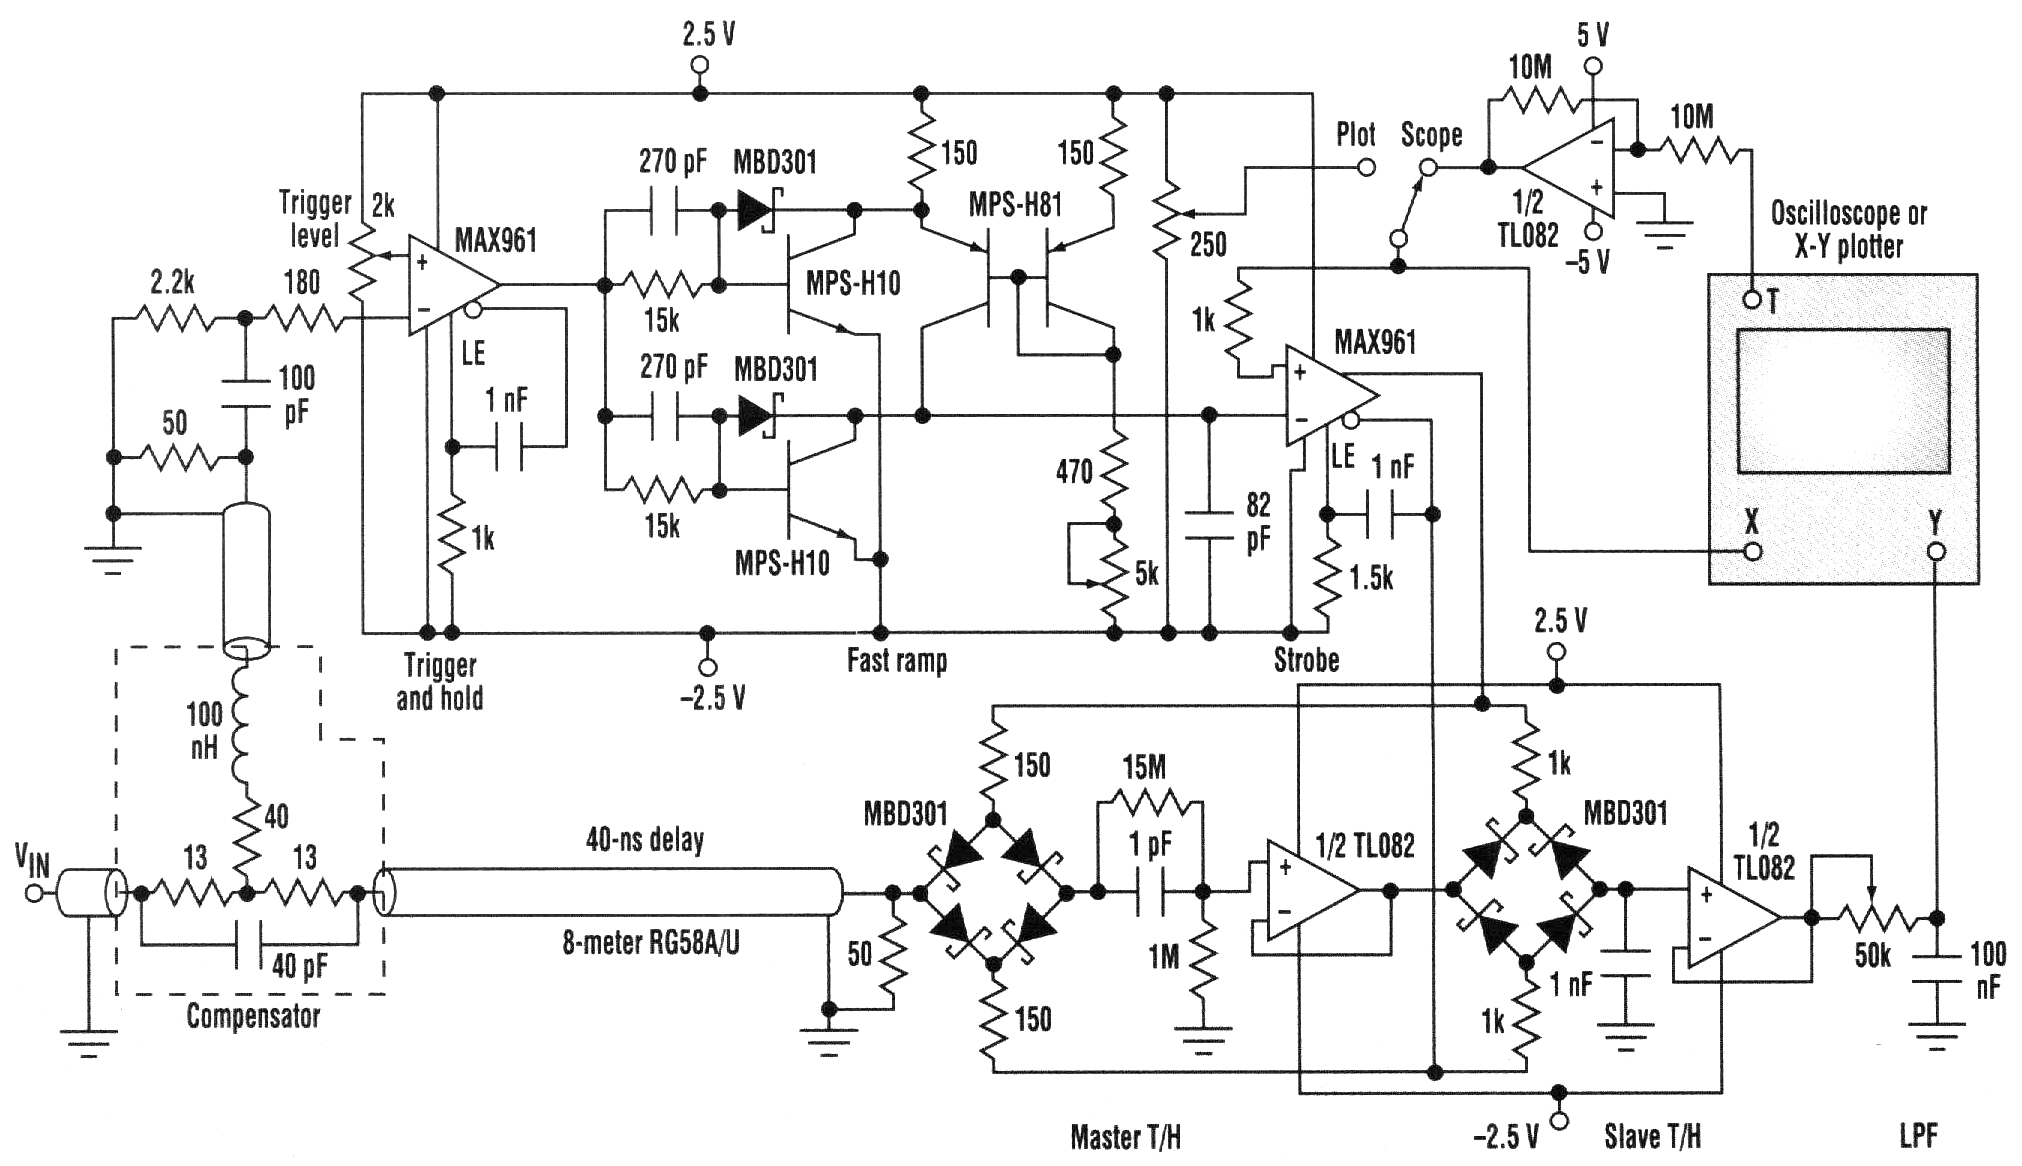 2.5 V
5 V
10M
10M
Plot
Scope
270 pF
MBD301
150
150
Trigger
level
2k
MPS-H81
1/2
TL082
Oscilloscope or
X-Y plotter
MAX961
+
−
−
+
250
−5 V
2.2k
180
15k
MPS-H10
T
1k
MAX961
LE
100
pF
270 pF
MBD301
+
−
1 nF
50
LE
1 nF
470
82
pF
X
Y
15k
1k
MPS-H10
5k
1.5k
2.5 V
Trigger
and hold
−2.5 V
Fast ramp
Strobe
100
nH
150
15M
1k
40
40-ns delay
MBD301
1 pF
1/2 TL082
MBD301
1/2
TL082
VIN
13
13
+
−
+
−
8-meter RG58A/U
50
1M
50k
100
nF
40 pF
1 nF
Compensator
150
1k
Master T/H
−2.5 V
Slave T/H
LPF